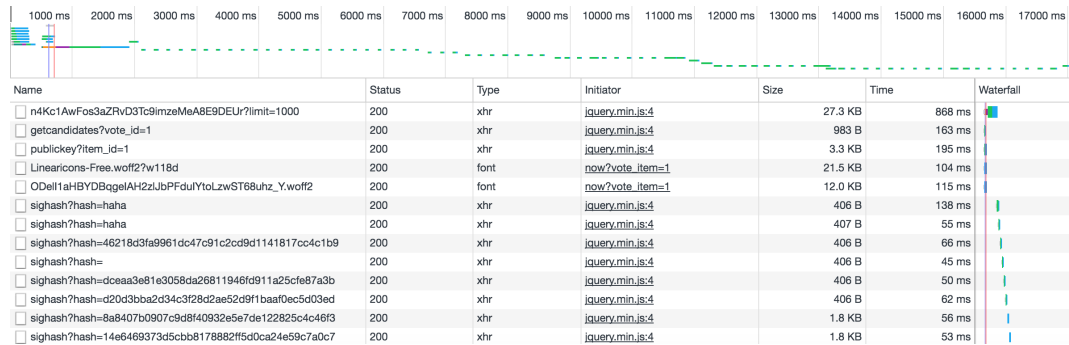 1000 ms 2000 ms 3000 ms 4000 ms 5000 ms 6000 ms 7000 ms 8000 ms 9000 ms 10000 ms 11000 ms 12000 ms 13000 ms 14000 ms 15000 ms 16000 ms 17000 ms
Name Status Type Initiator Size Time Waterfall
n4Kc1AwFos3aZRvD3Tc9imzeMeA8E9DEUr?limit=1000 200 xhr jquery.min.js:4 27.3 KB 868 ms
getcandidates?vote_id=1 200 xhr jquery.min.js:4 983 B 163 ms
publickey?item_id=1 200 xhr jquery.min.js:4 3.3 KB 195 ms
Linearicons-Free.woff2?w118d 200 font now?vote_item=1 21.5 KB 104 ms
ODelI1aHBYDBqgeIAH2zlJbPFduIYtoLzwST68uhz_Y.woff2 200 font now?vote_item=1 12.0 KB 115 ms
sighash?hash=haha 200 xhr jquery.min.js:4 406 B 138 ms
sighash?hash=haha 200 xhr jquery.min.js:4 407 B 55 ms
sighash?hash=46218d3fa9961dc47c91c2cd9d1141817cc4c1b9 200 xhr jquery.min.js:4 406 B 66 ms
sighash?hash= 200 xhr jquery.min.js:4 406 B 45 ms
sighash?hash=dceaa3e81e3058da26811946fd911a25cfe87a3b 200 xhr jquery.min.js:4 406 B 50 ms
sighash?hash=d20d3bba2d34c3f28d2ae52d9f1baaf0ec5d03ed 200 xhr jquery.min.js:4 406 B 62 ms
sighash?hash=8a8407b0907c9d8f40932e5e7de122825c4c46f3 200 xhr jquery.min.js:4 1.8 KB 56 ms
sighash?hash=14e6469373d5cbb8178882ff5d0ca24e59c7a0c7 200 xhr jquery.min.js:4 1.8 KB 53 ms